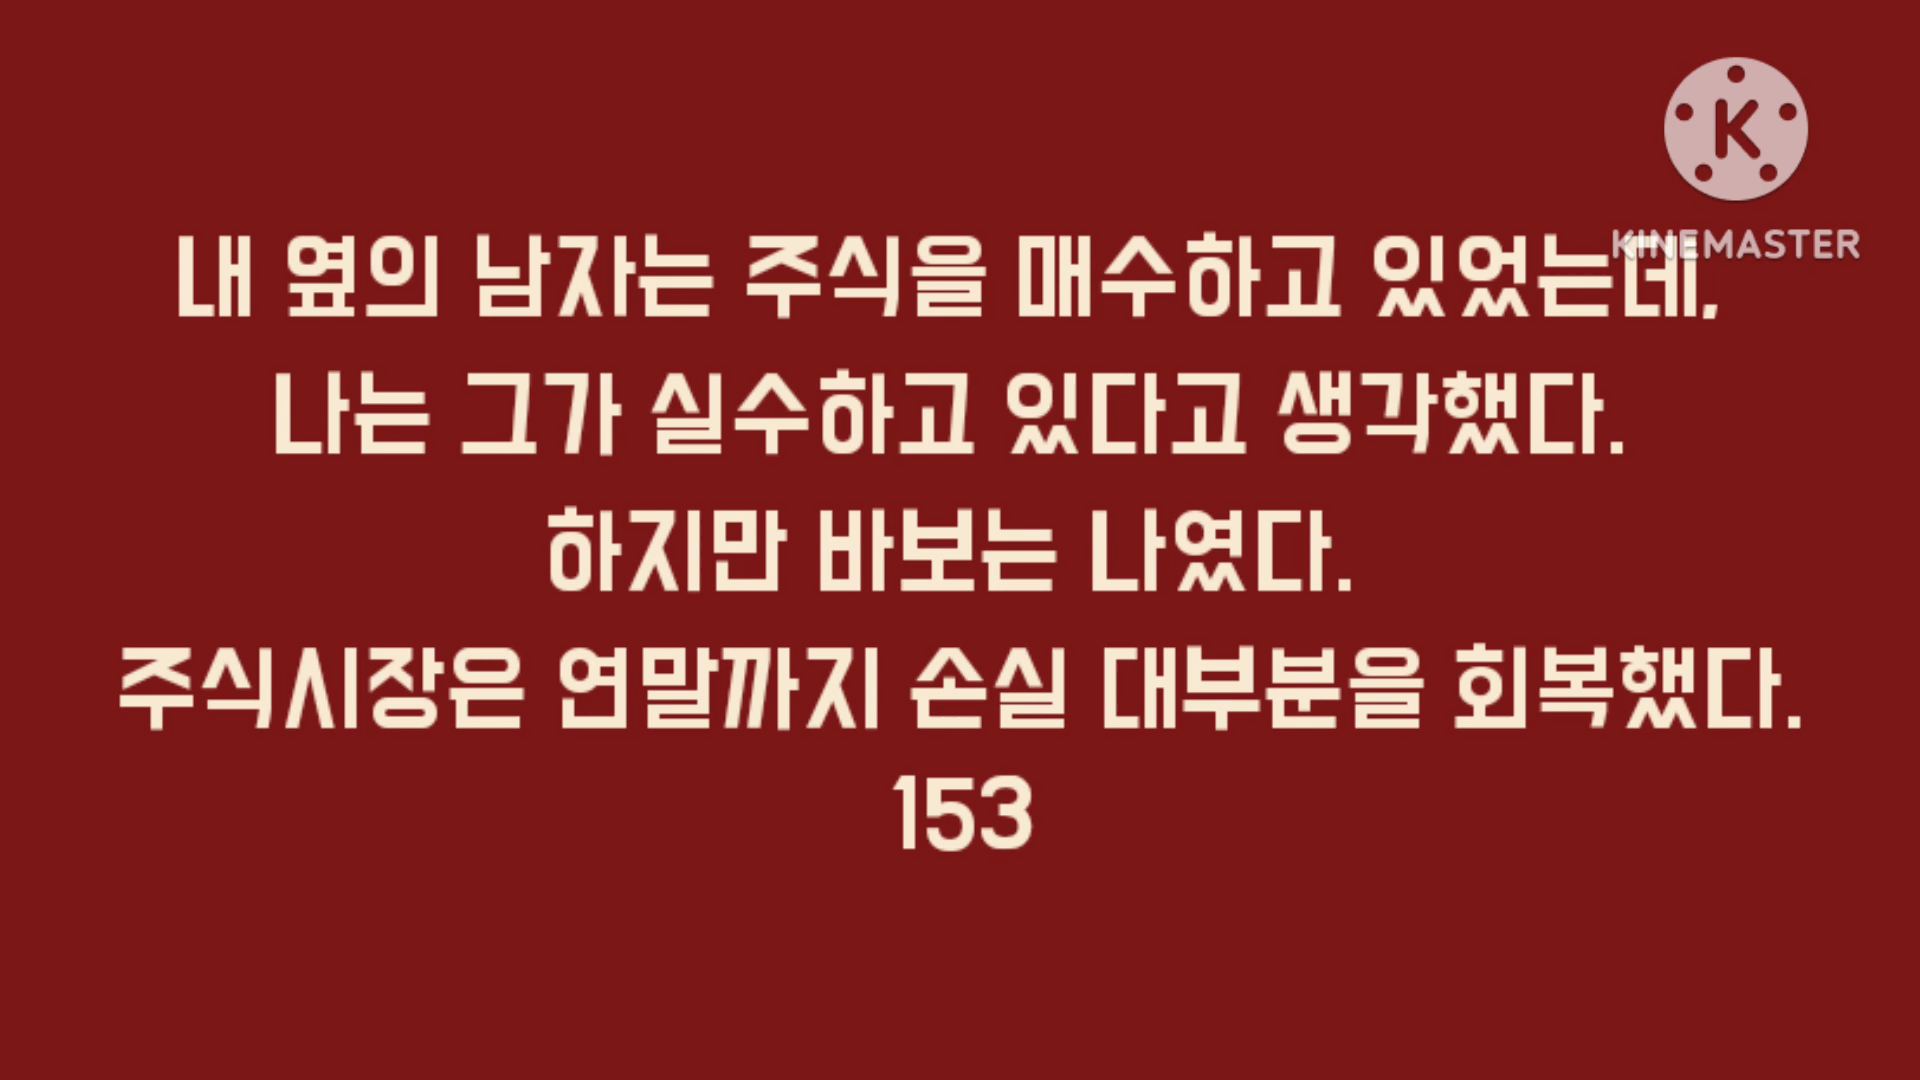 K
KINEMASTER
내 옆의 남자는 주식을 매수하고 있었는데,
나는 그가 실수하고 있다고 생각했다.
하지만 바보는 나였다.
주식시장은 연말까지 손실 대부분을 회복했다.
153